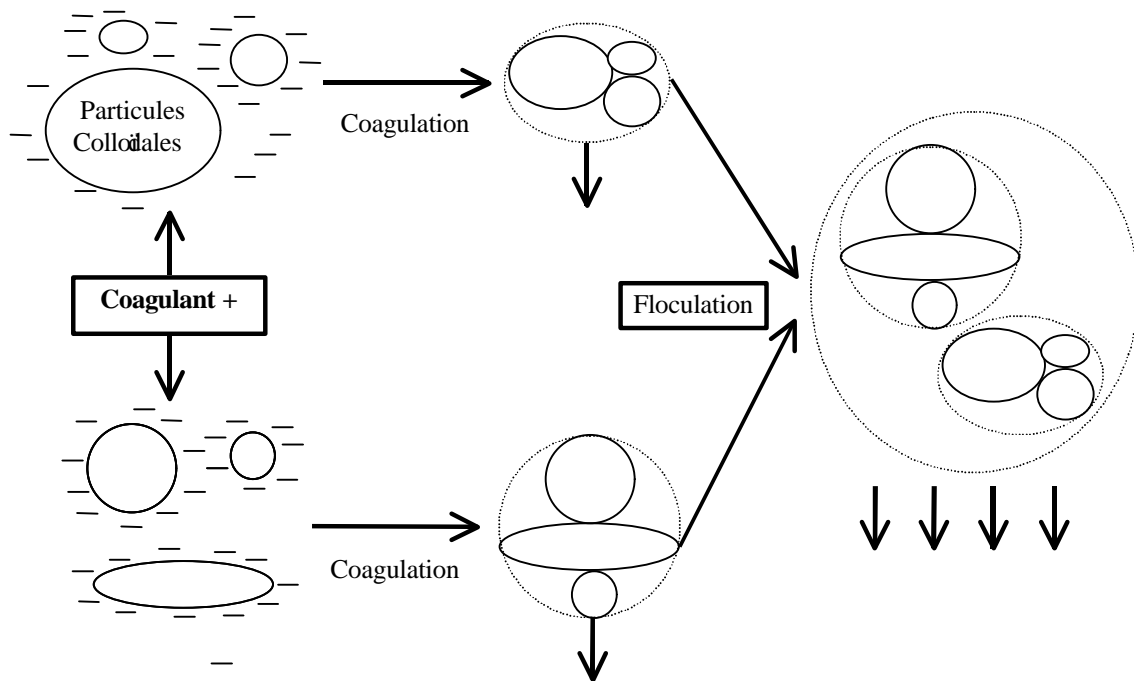 Particules
Colloïdales
Coagulation
Coagulant +
Floculation
Coagulation